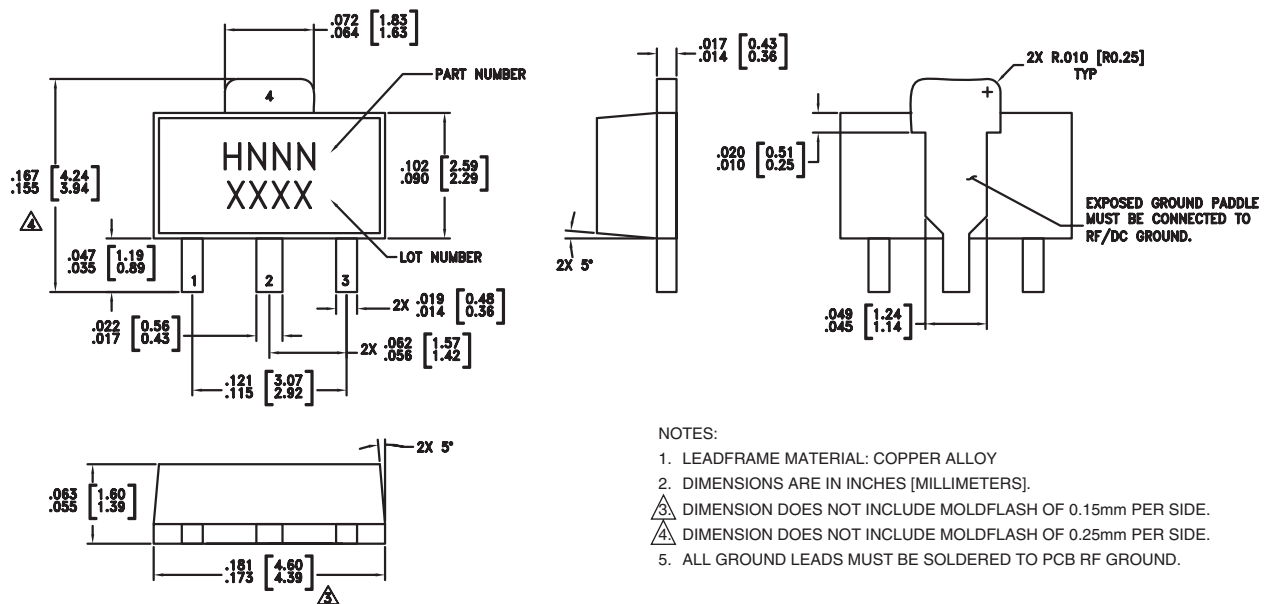 .072 [1.83]
.064 [1.63]
PART NUMBER
4
HNNN
XXXX
.167 [4.24]
.155 [3.94]
4
.102 [2.59]
.090 [2.29]
.047 [1.19]
.035 [0.89]
LOT NUMBER
1
2
3
2X .019 [0.48]
.014 [0.36]
.022 [0.56]
.017 [0.43]
2X .062 [1.57]
.056 [1.42]
.121 [3.07]
.115 [2.92]
.017 [0.43]
.014 [0.36]
2X 5°
2X R.010 [R0.25]
TYP
.020 [0.51]
.010 [0.25]
EXPOSED GROUND PADDLE
MUST BE CONNECTED TO
RF/DC GROUND.
.049 [1.24]
.045 [1.14]
2X 5°
.063 [1.60]
.055 [1.39]
.181 [4.60]
.173 [4.39]
3
NOTES:
1. LEADFRAME MATERIAL: COPPER ALLOY
2. DIMENSIONS ARE IN INCHES [MILLIMETERS].
3. DIMENSION DOES NOT INCLUDE MOLDFLASH OF 0.15mm PER SIDE.
4. DIMENSION DOES NOT INCLUDE MOLDFLASH OF 0.25mm PER SIDE.
5. ALL GROUND LEADS MUST BE SOLDERED TO PCB RF GROUND.